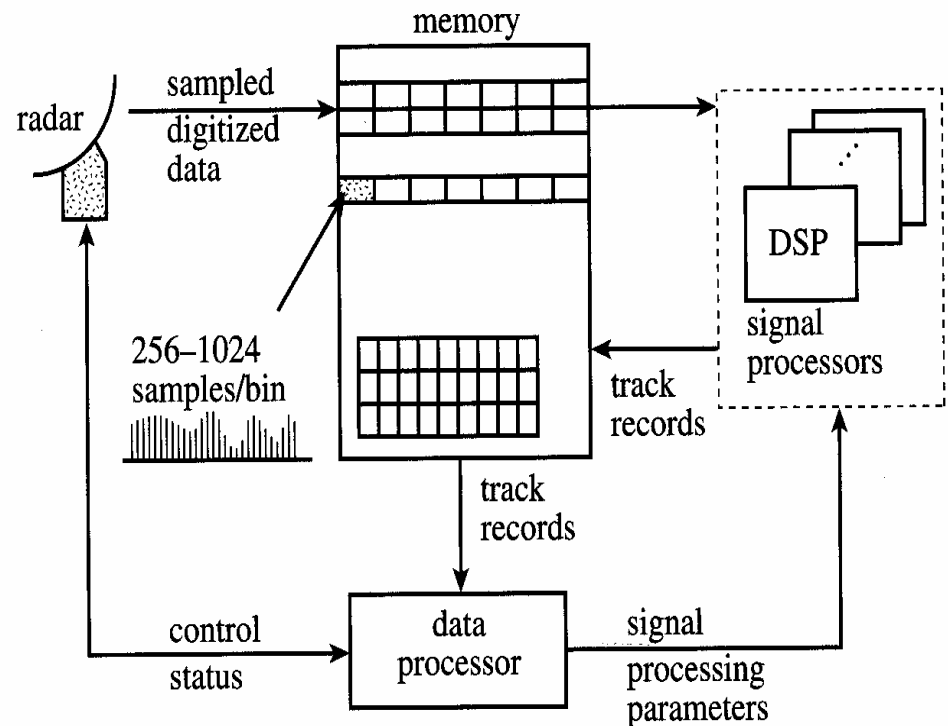 memory
radar
sampled
digitized
data
DSP
signal
processors
256–1024
samples/bin
track
records
track
records
control
status
data
processor
signal
processing
parameters